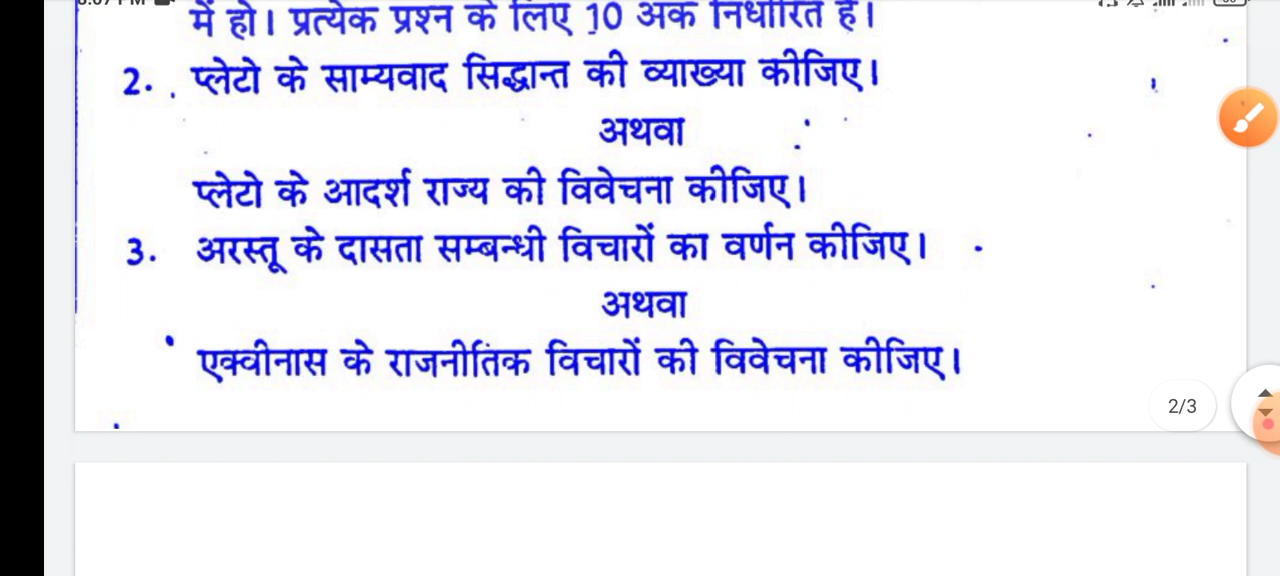 में हो। प्रत्येक प्रश्न के लिए 10 अंक निर्धारित हैं।
2. प्लेटो के साम्यवाद सिद्धान्त की व्याख्या कीजिए।
अथवा
प्लेटो के आदर्श राज्य की विवेचना कीजिए।
3. अरस्तू के दासता सम्बन्धी विचारों का वर्णन कीजिए।
अथवा
एक्वीनास के राजनीतिक विचारों की विवेचना कीजिए।
2/3